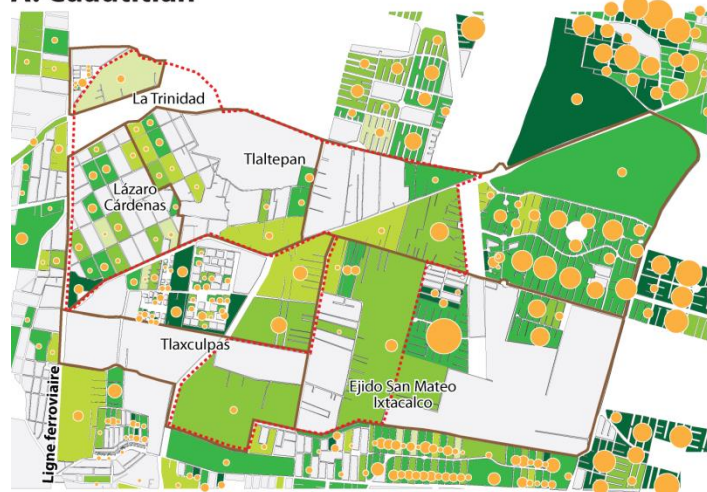 A. Cuautitlán
La Trinidad
Tlaltepan
Lázaro
Cárdenas
Tlaxculpas
Ejido San Mateo
Ixtacalco
Ligne ferroviaire